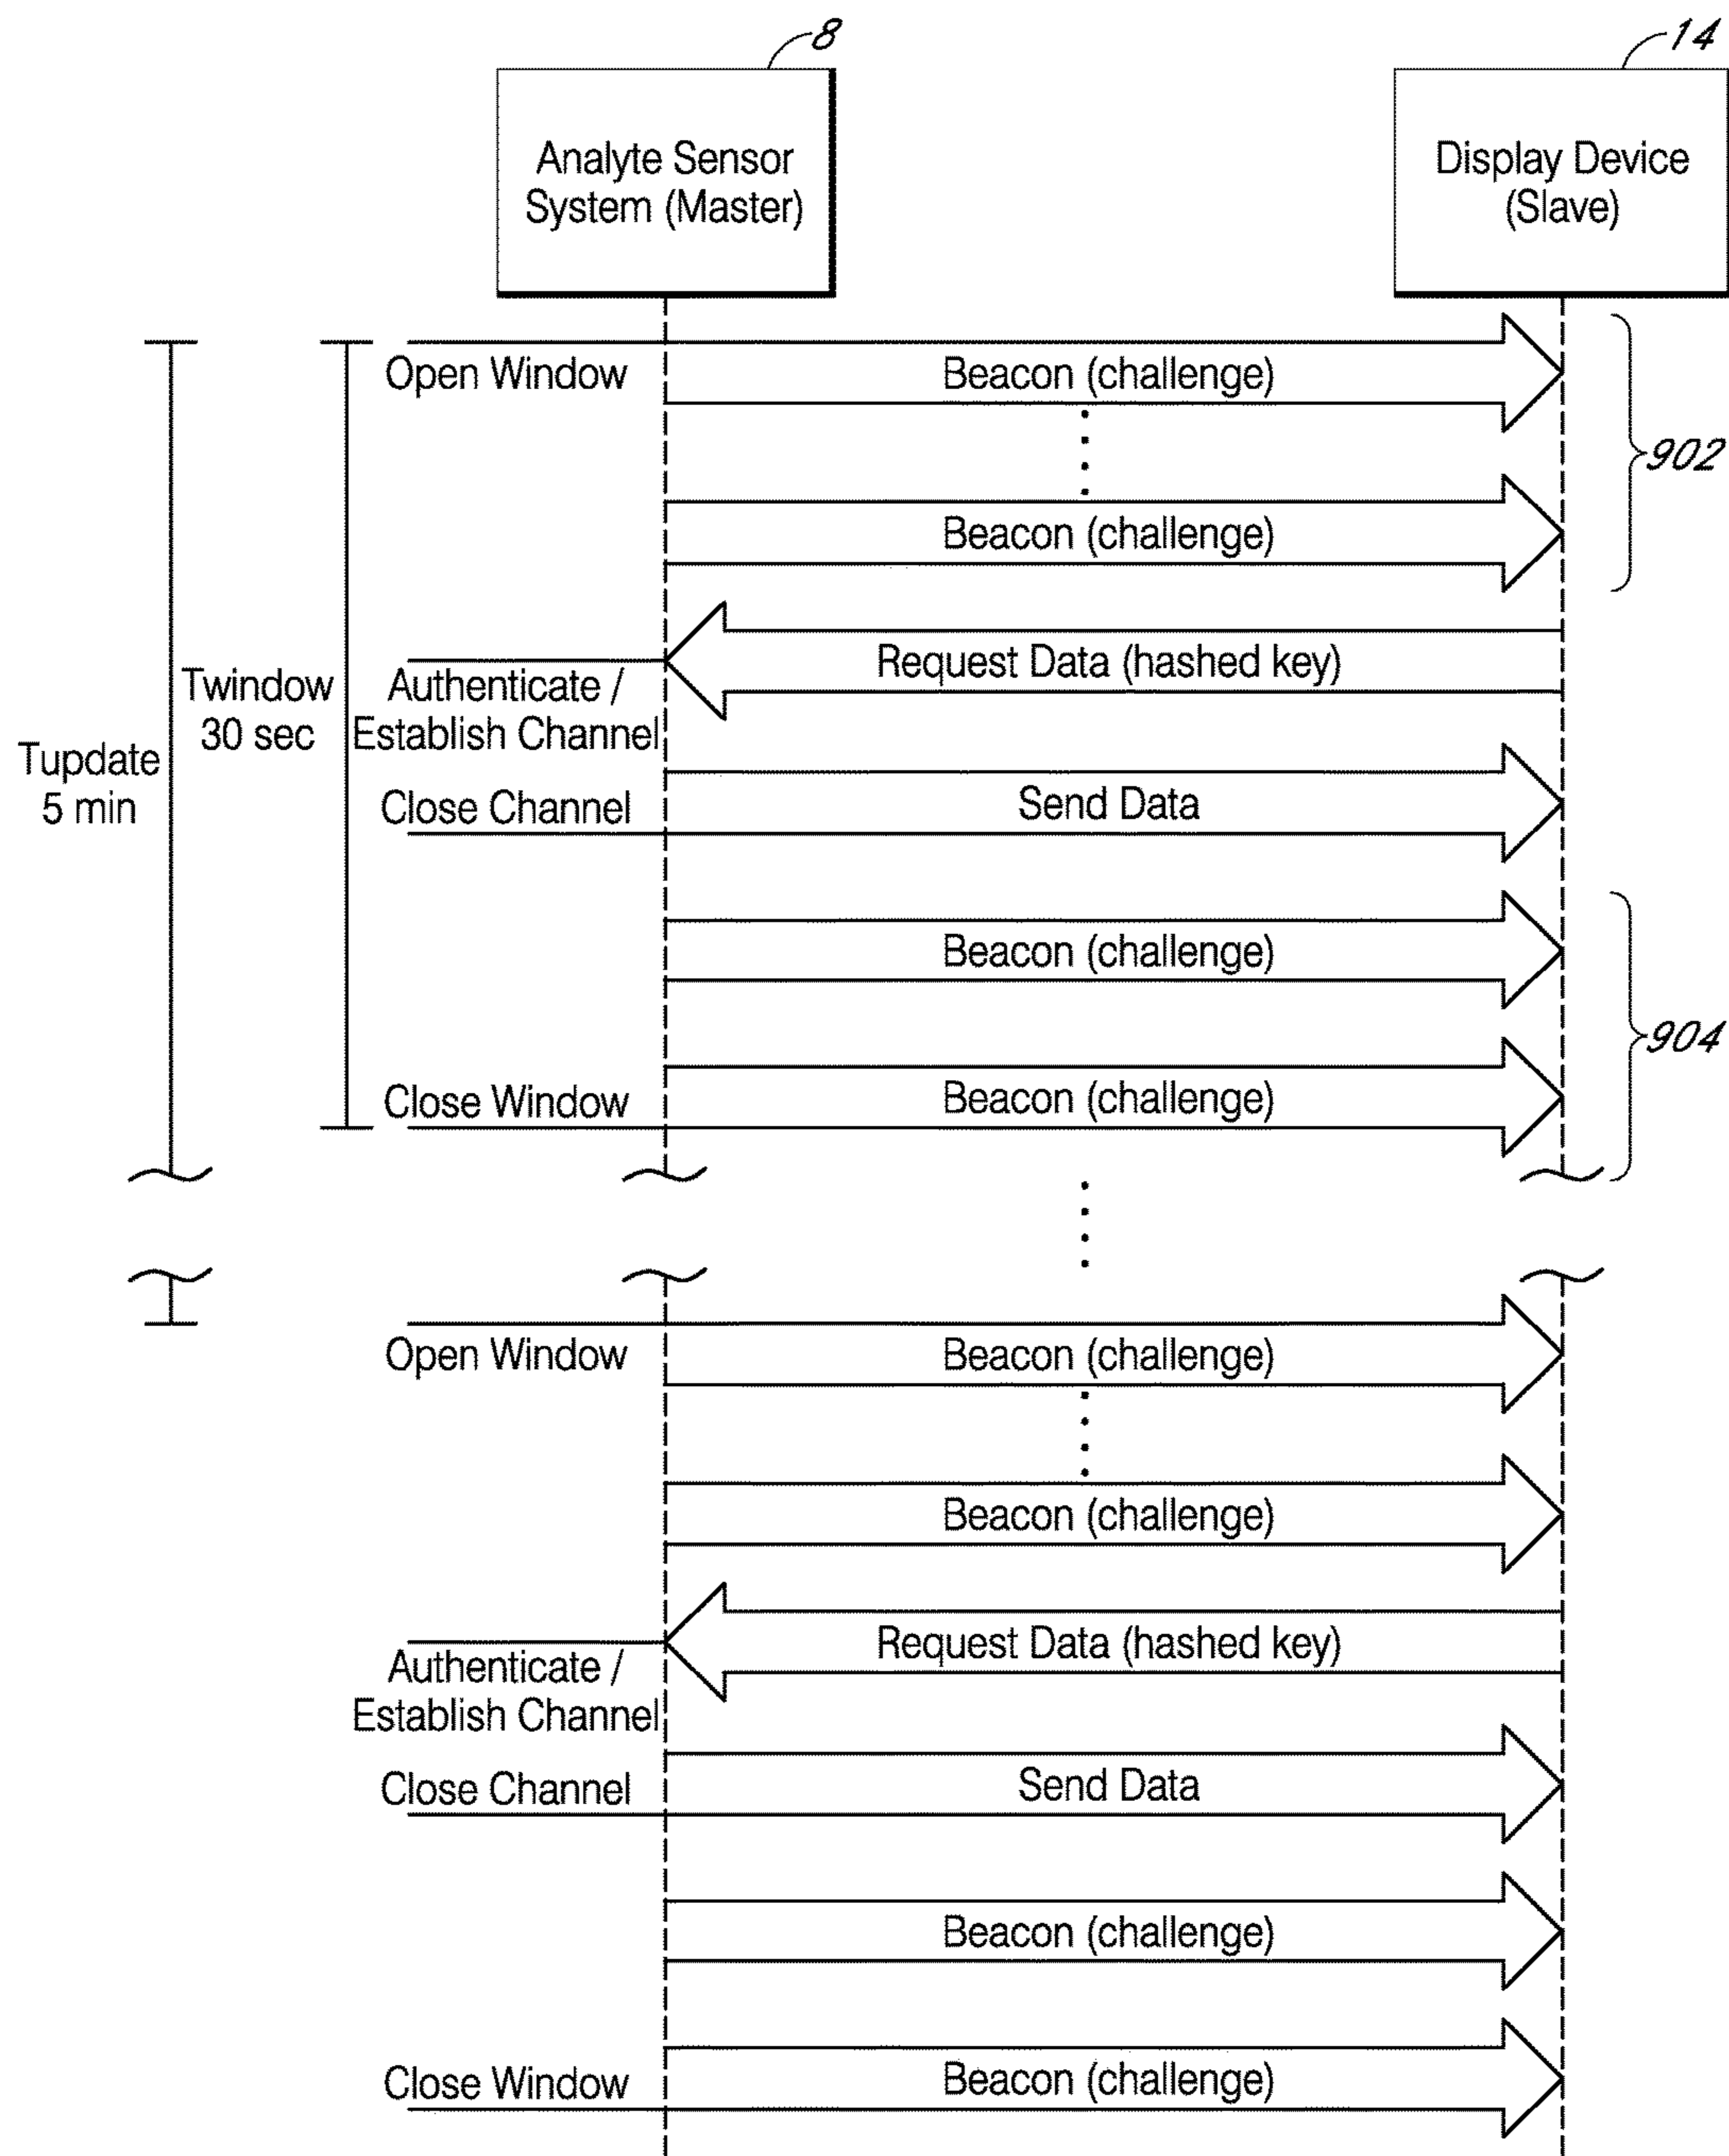 8
14
Analyte Sensor
System (Master)
Display Device
(Slave)
Open Window
Beacon (challenge)
902
Beacon (challenge)
Request Data (hashed key)
Twindow
30 sec
Authenticate /
Establish Channel
Tupdate
5 min
Close Channel
Send Data
Beacon (challenge)
904
Close Window
Beacon (challenge)
Open Window
Beacon (challenge)
Beacon (challenge)
Request Data (hashed key)
Authenticate /
Establish Channel
Close Channel
Send Data
Beacon (challenge)
Close Window
Beacon (challenge)